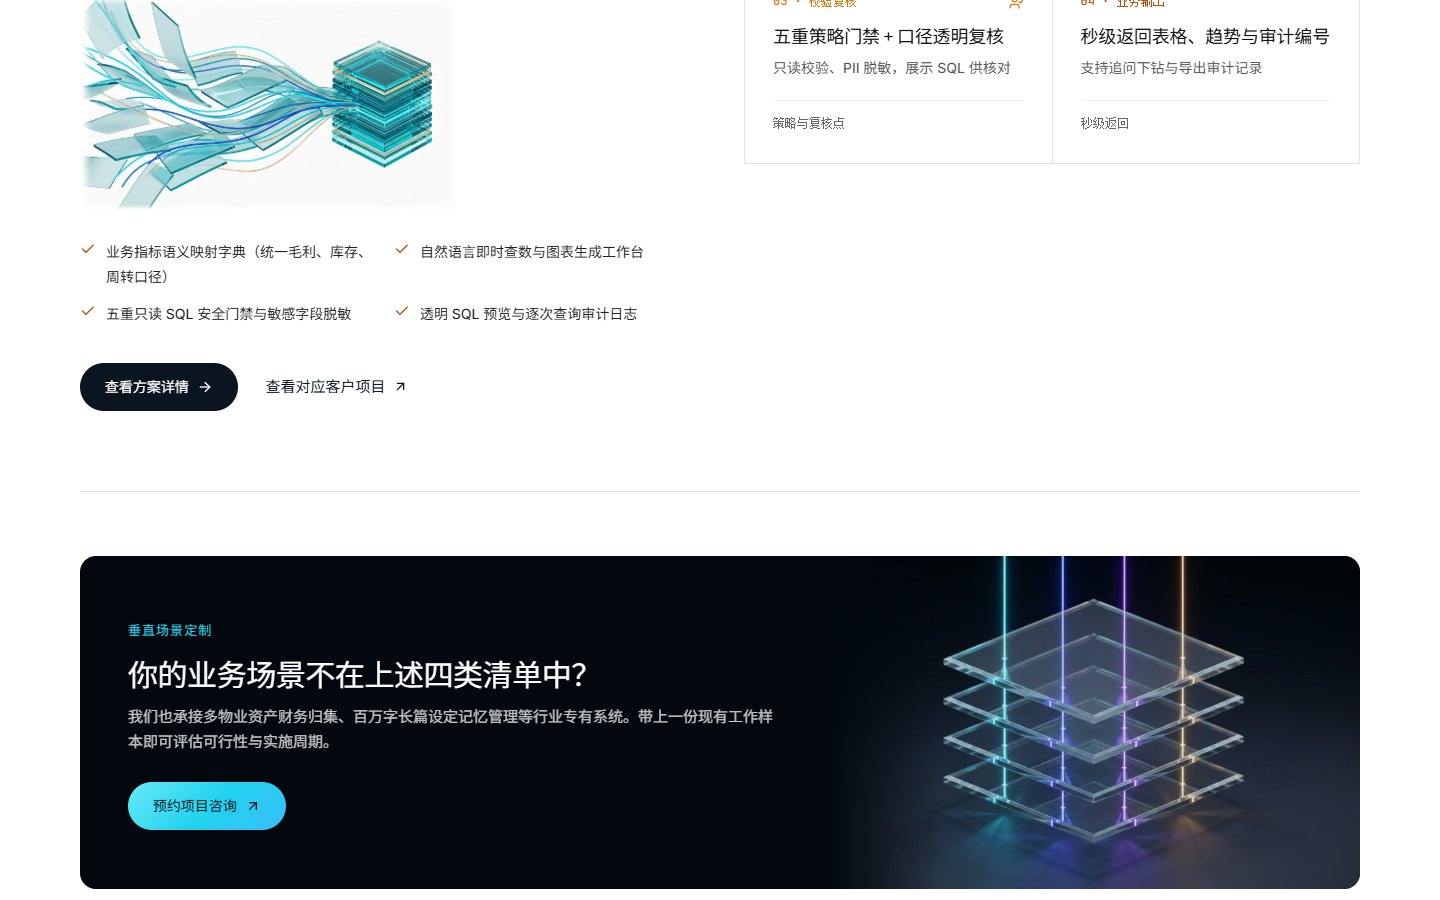 03 · 校验复核
04 · 业务输出
五重策略门禁 + 口径透明复核
只读校验、PII 脱敏，展示 SQL 供核对
策略与复核点
秒级返回表格、趋势与审计编号
支持追问下钻与导出审计记录
秒级返回
业务指标语义映射字典（统一毛利、库存、
周转口径）
自然语言即时查数与图表生成工作台
五重只读 SQL 安全门禁与敏感字段脱敏
透明 SQL 预览与逐次查询审计日志
查看方案详情
查看对应客户项目
垂直场景定制
你的业务场景不在上述四类清单中？
我们也承接多物业资产财务归集、百万字长篇设定记忆管理等行业专有系统。带上一份现有工作样
本即可评估可行性与实施周期。
预约项目咨询